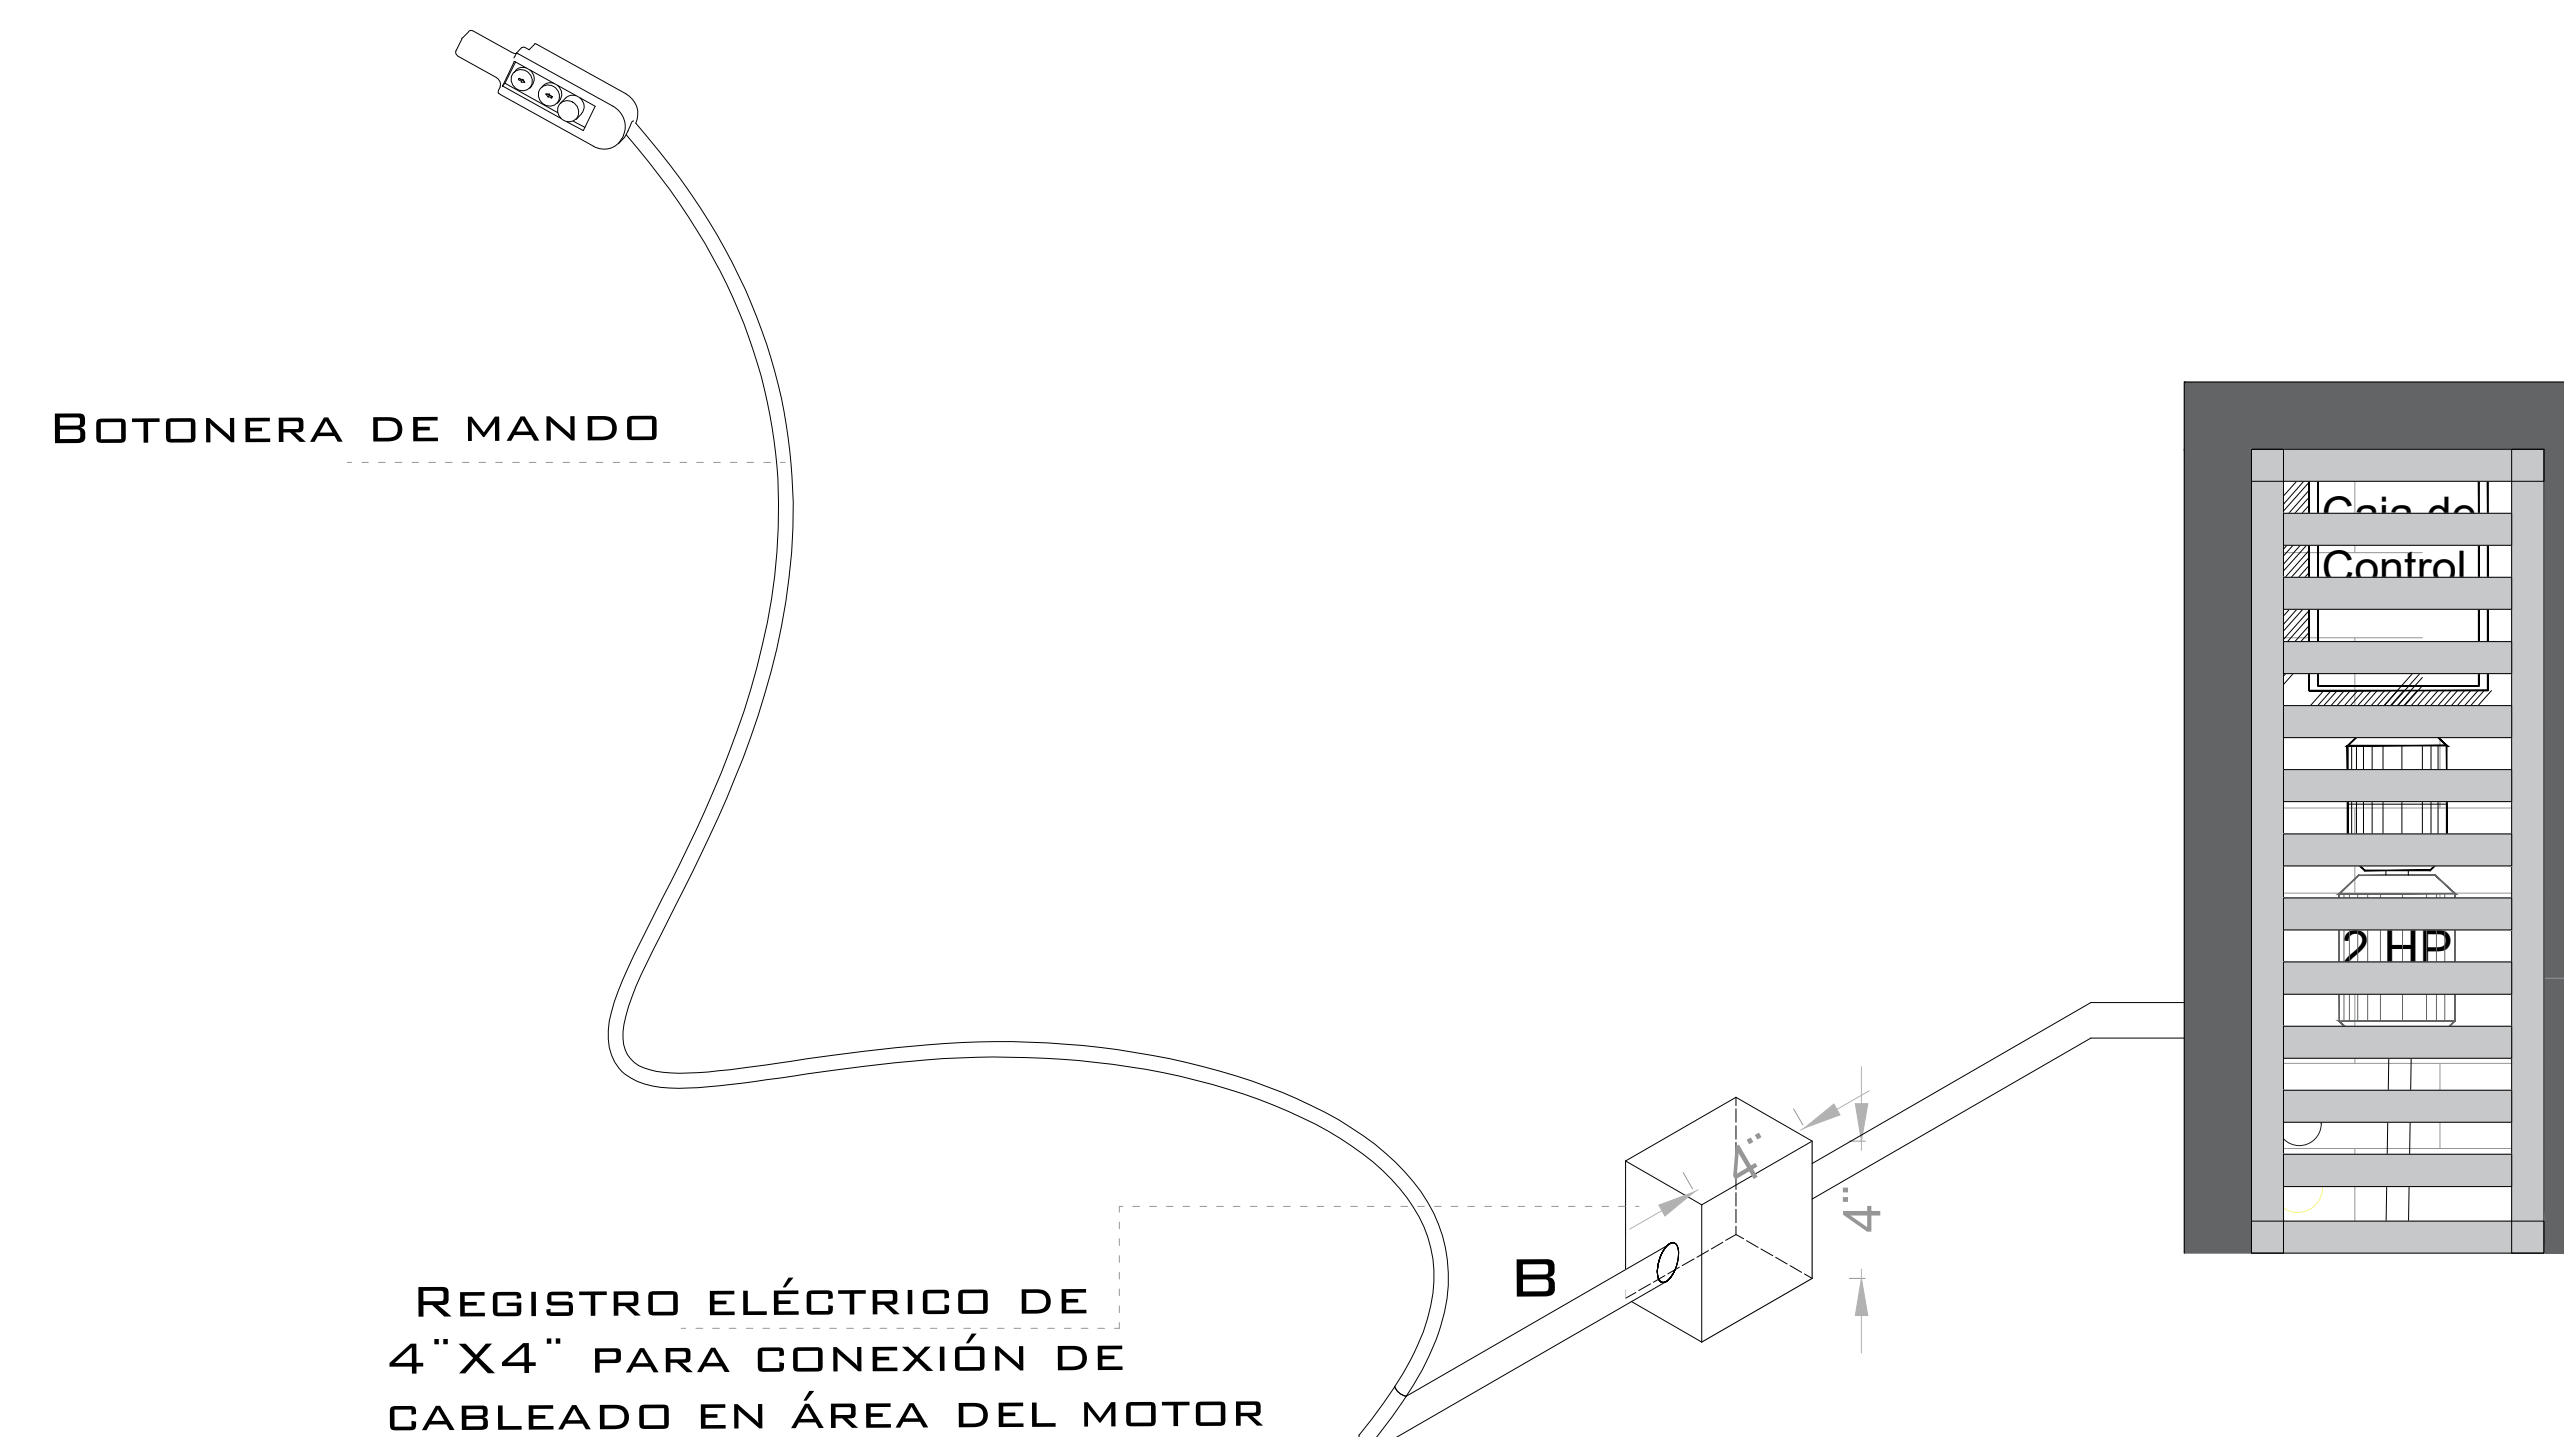 Botonera de mando
Caja de
Control
2 HP
4¨
4¨
B
Registro eléctrico de
4¨x4¨ para conexión de
cableado en área del motor